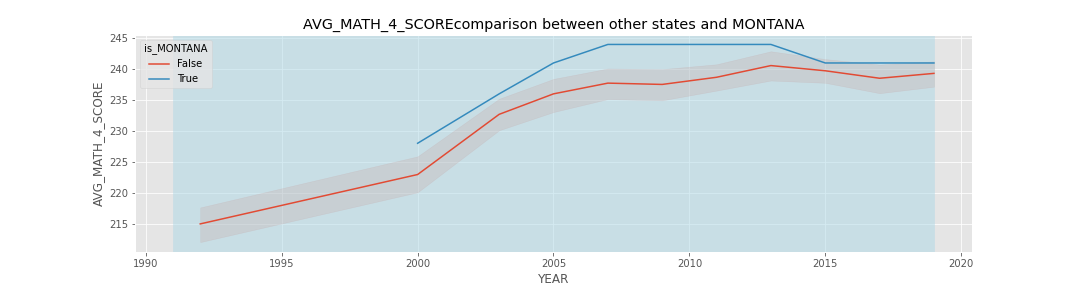 AVG_MATH_4_SCOREcomparison between other states and MONTANA
245
240
235
230
225
220
215
AVG_MATH_4_SCORE
is_MONTANA
False
True
1990 1995 2000 2005 2010 2015 2020
YEAR